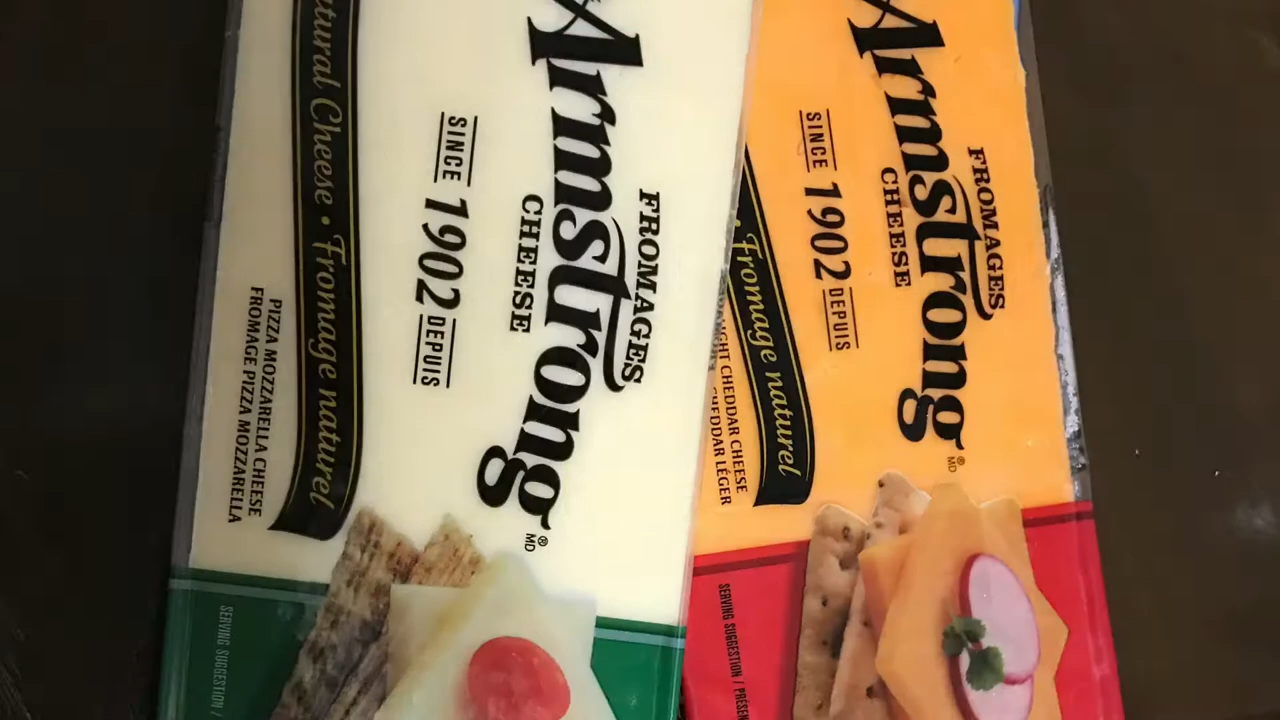 FROMAGES
Armstrong
®
MD
CHEESE
SINCE 1902 DEPUIS
Cheese • Fromage naturel
PIZZA MOZZARELLA CHEESE
FROMAGE PIZZA MOZZARELLA
SERVING SUGGESTION /
FROMAGES
Armstrong
®
MD
CHEESE
SINCE 1902 DEPUIS
Fromage naturel
CHEDDAR CHEESE
CHEDDAR LÉGER
SERVING SUGGESTION /